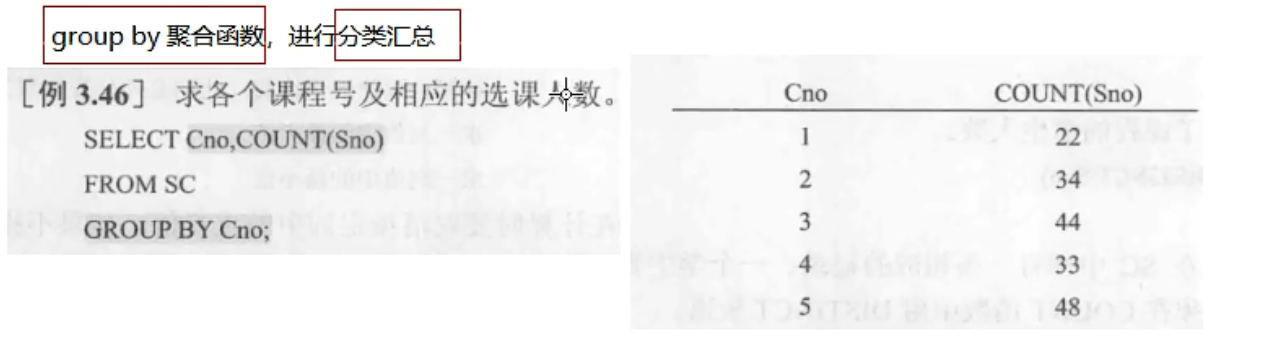 group by 聚合函数，进行分类汇总
[例 3.46] 求各个课程号及相应的选课人数。
SELECT Cno,COUNT(Sno)
FROM SC
GROUP BY Cno;
Cno COUNT(Sno)
1 22
2 34
3 44
4 33
5 48